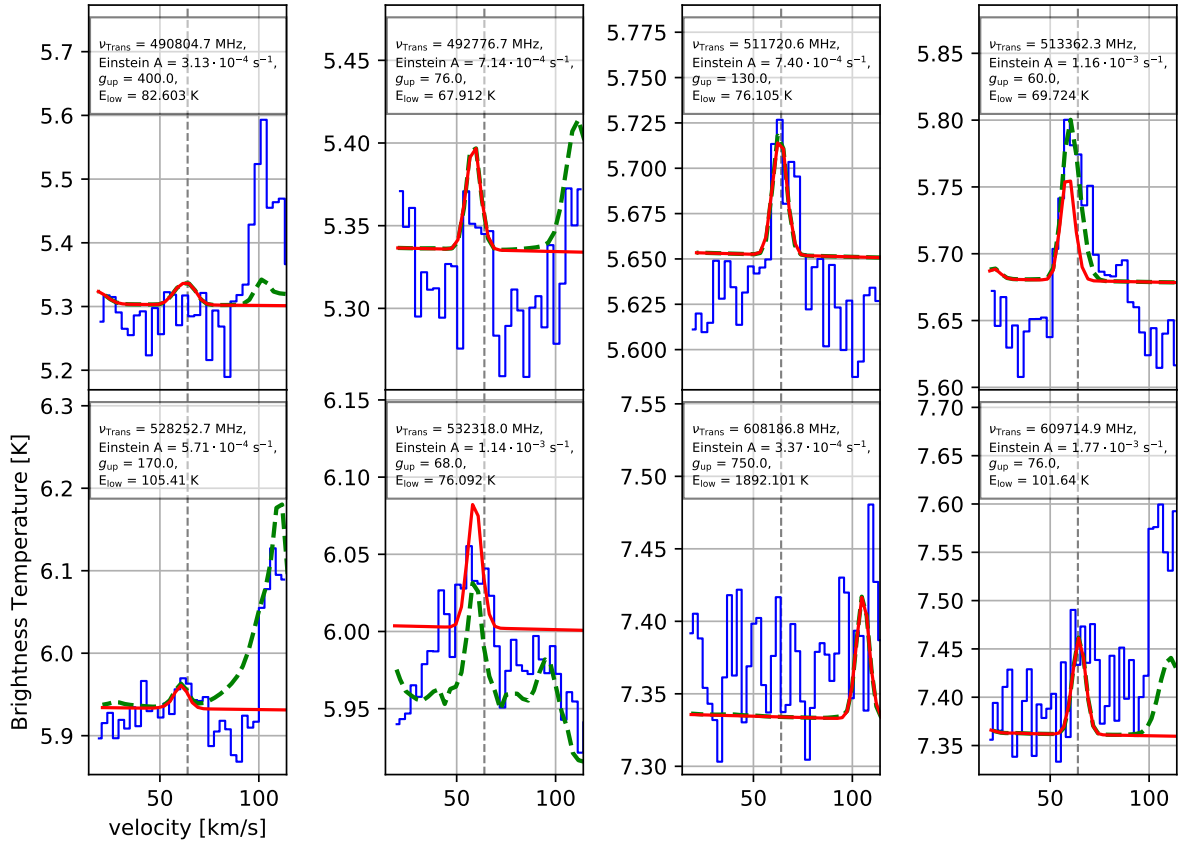 ν_Trans = 490804.7 MHz,
Einstein A = 3.13 · 10⁻⁴ s⁻¹,
g_up = 400.0,
E_low = 82.603 K
5.7
5.6
5.5
5.4
5.3
5.2
ν_Trans = 492776.7 MHz,
Einstein A = 7.14 · 10⁻⁴ s⁻¹,
g_up = 76.0,
E_low = 67.912 K
5.45
5.40
5.35
5.30
ν_Trans = 511720.6 MHz,
Einstein A = 7.40 · 10⁻⁴ s⁻¹,
g_up = 130.0,
E_low = 76.105 K
5.775
5.750
5.725
5.700
5.675
5.650
5.625
5.600
ν_Trans = 513362.3 MHz,
Einstein A = 1.16 · 10⁻³ s⁻¹,
g_up = 60.0,
E_low = 69.724 K
5.85
5.80
5.75
5.70
5.65
5.60
ν_Trans = 528252.7 MHz,
Einstein A = 5.71 · 10⁻⁴ s⁻¹,
g_up = 170.0,
E_low = 105.41 K
6.3
6.2
6.1
6.0
5.9
50
100
velocity [km/s]
Brightness Temperature [K]
ν_Trans = 532318.0 MHz,
Einstein A = 1.14 · 10⁻³ s⁻¹,
g_up = 68.0,
E_low = 76.092 K
6.15
6.10
6.05
6.00
5.95
50
100
ν_Trans = 608186.8 MHz,
Einstein A = 3.37 · 10⁻⁴ s⁻¹,
g_up = 750.0,
E_low = 1892.101 K
7.55
7.50
7.45
7.40
7.35
7.30
50
100
ν_Trans = 609714.9 MHz,
Einstein A = 1.77 · 10⁻³ s⁻¹,
g_up = 76.0,
E_low = 101.64 K
7.70
7.65
7.60
7.55
7.50
7.45
7.40
7.35
50
100